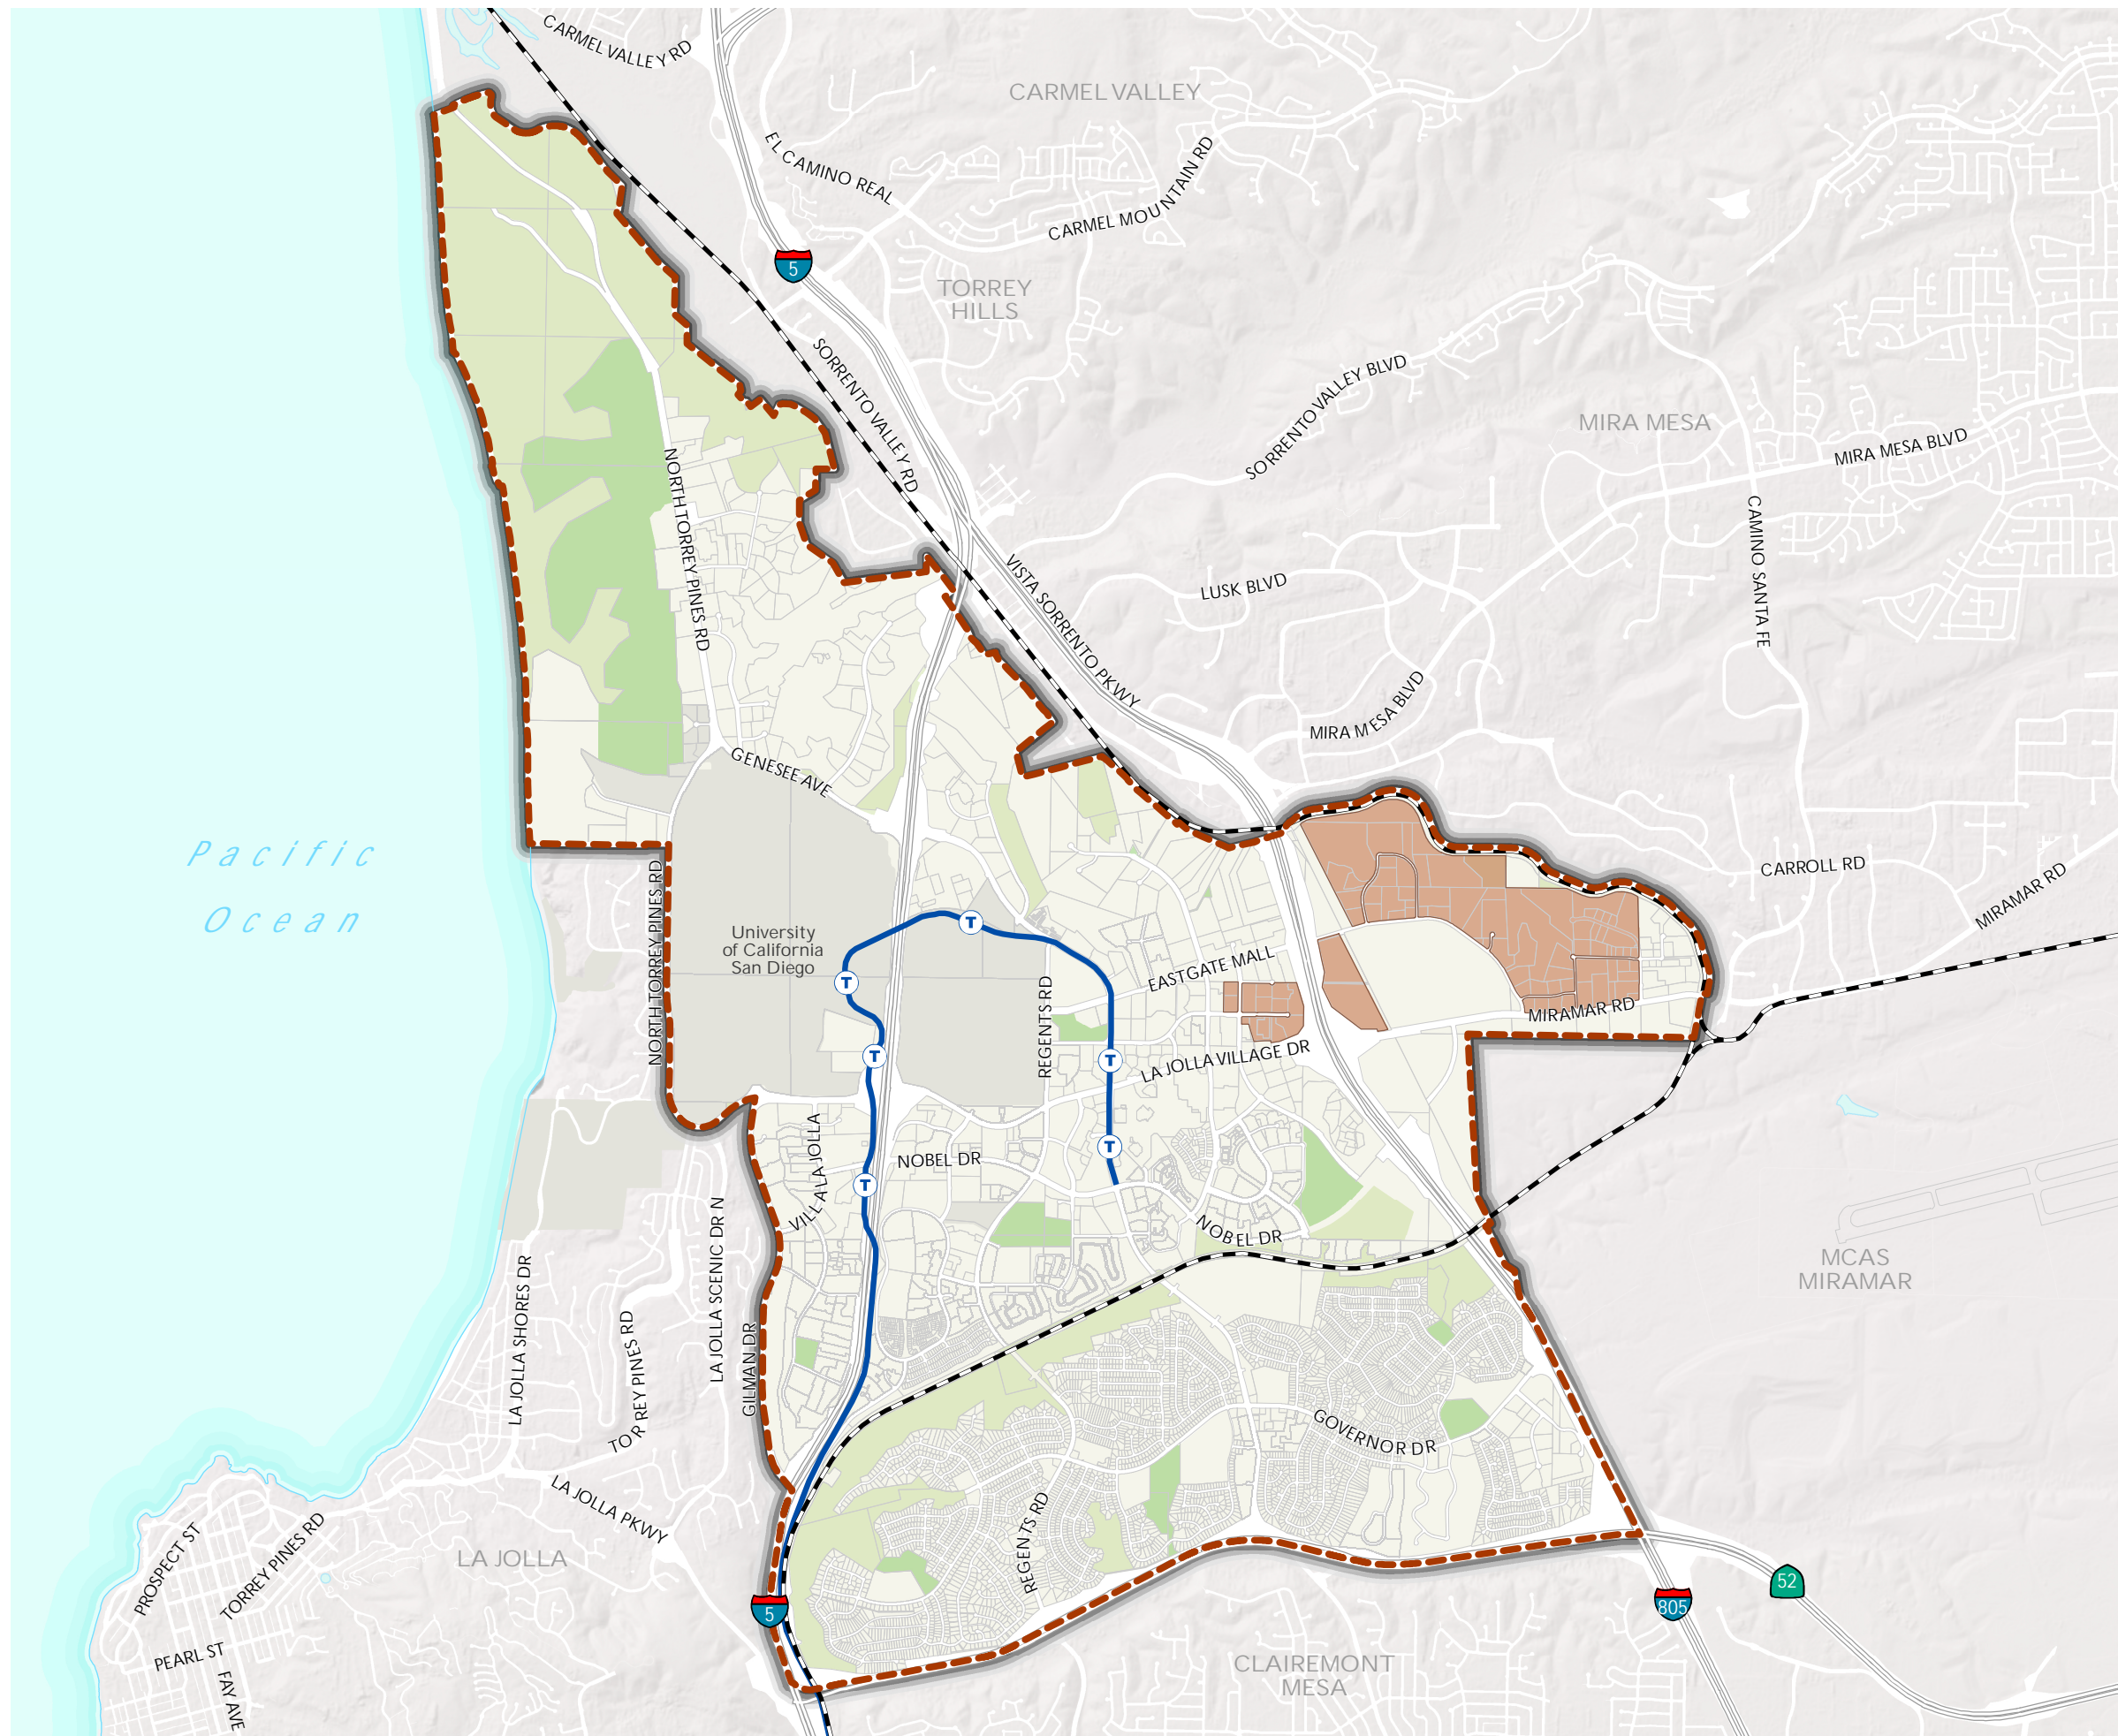 CARMEL VALLEY RD
CARMEL VALLEY
EL CAMINO REAL
CARMEL MOUNTAIN RD
5
TORREY
HILLS
SORRENTO VALLEY RD
SORRENTO VALLEY BLVD
MIRA MESA
MIRA MESA BLVD
NORTH TORREY PINES RD
CAMINO SANTA FE
VISTA SORRENTO PKWY
LUSK BLVD
MIRA MESA BLVD
GENESEE AVE
Pacific
Ocean
CARROLL RD
MIRAMAR RD
NORTH TORREY PINES RD
University
of California
San Diego
T
T
T
T
T
T
EASTGATE MALL
REGENTS RD
MIRAMAR RD
LA JOLLA VILLAGE DR
VILLA LA JOLLA
NOBEL DR
NOBEL DR
MCAS
MIRAMAR
LA JOLLA SHORES DR
TORREY PINES RD
LA JOLLA SCENIC DR N
GILMAN DR
GOVERNOR DR
REGENTS RD
LA JOLLA PKWY
LA JOLLA
PROSPECT ST
TORREY PINES RD
PEARL ST
FAY AVE
5
52
805
CLAIREMONT
MESA